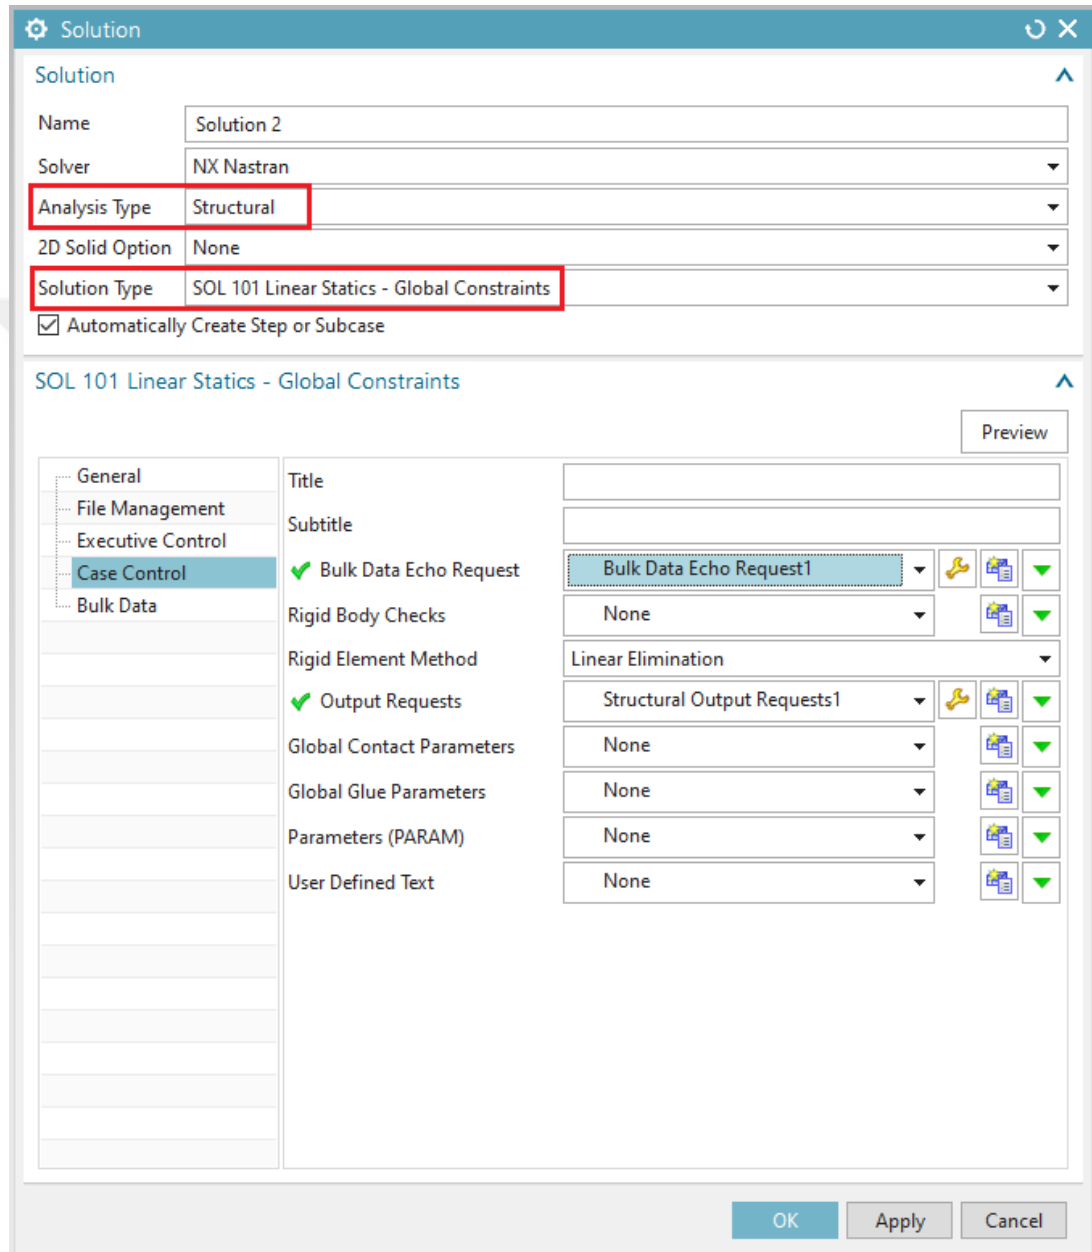 Solution
Solution
Name Solution 2
Solver NX Nastran
Analysis Type Structural
2D Solid Option None
Solution Type SOL 101 Linear Statics - Global Constraints
Automatically Create Step or Subcase
SOL 101 Linear Statics - Global Constraints
Preview
General
File Management
Executive Control
Case Control
Bulk Data
Title
Subtitle
Bulk Data Echo Request Bulk Data Echo Request1
Rigid Body Checks None
Rigid Element Method Linear Elimination
Output Requests Structural Output Requests1
Global Contact Parameters None
Global Glue Parameters None
Parameters (PARAM) None
User Defined Text None
OK Apply Cancel